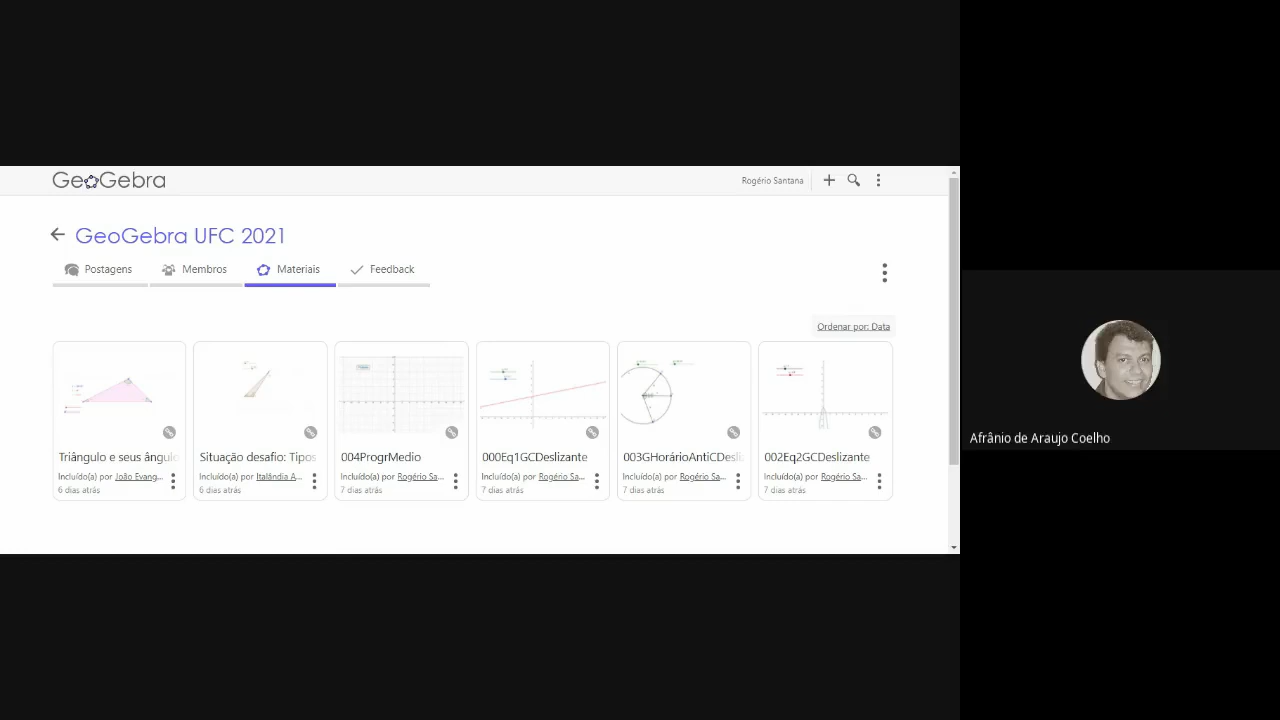 GeoGebra
Rogério Santana
GeoGebra UFC 2021
Postagens
Membros
Materiais
Feedback
Ordenar por: Data
Triângulo e seus ângulo
Incluído(a) por João Evang...
6 dias atrás
Situação desafio: Tipos
Incluído(a) por Itallândia A...
6 dias atrás
004ProgrMedio
Incluído(a) por Rogério Sa...
7 dias atrás
000Eq1GCDeslizante
Incluído(a) por Rogério Sa...
7 dias atrás
003GHorárioAntiCDesliz
Incluído(a) por Rogério Sa...
7 dias atrás
002Eq2GCDeslizante
Incluído(a) por Rogério Sa...
7 dias atrás
Afrânio de Araujo Coelho